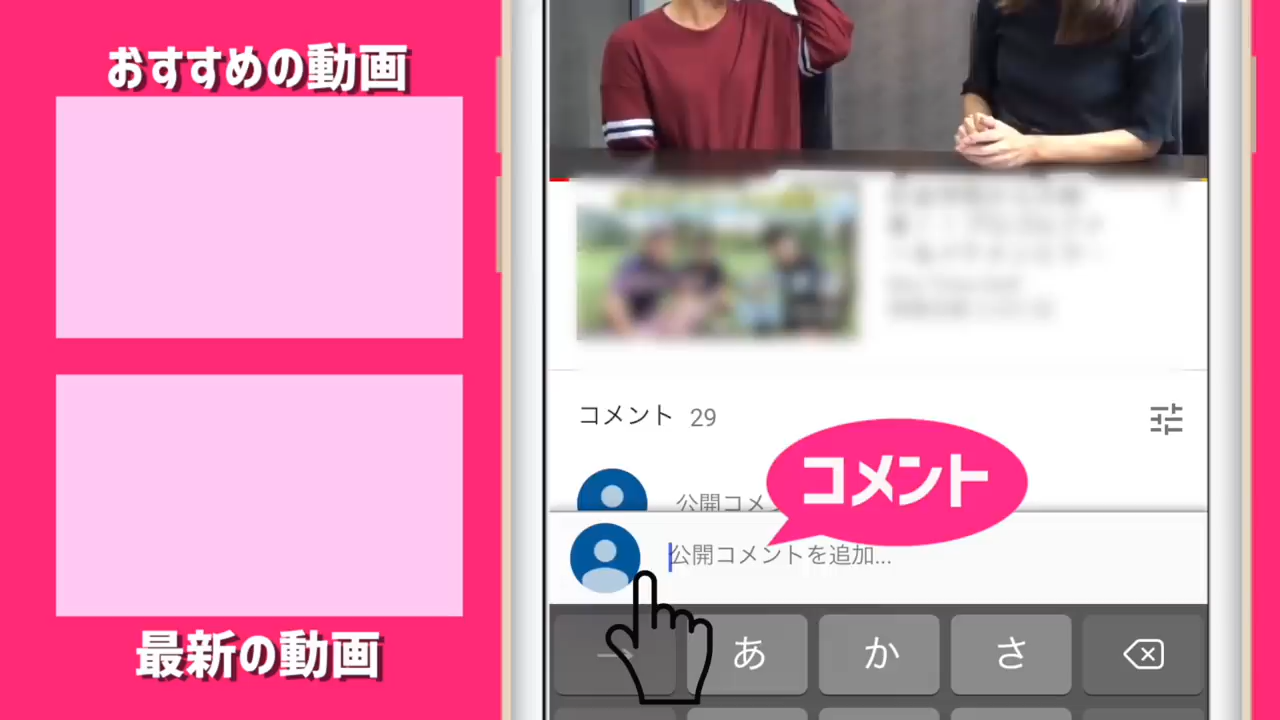 おすすめの動画
最新の動画
コメント 29
コメント
公開コメン
公開コメントを追加...
あ
か
さ